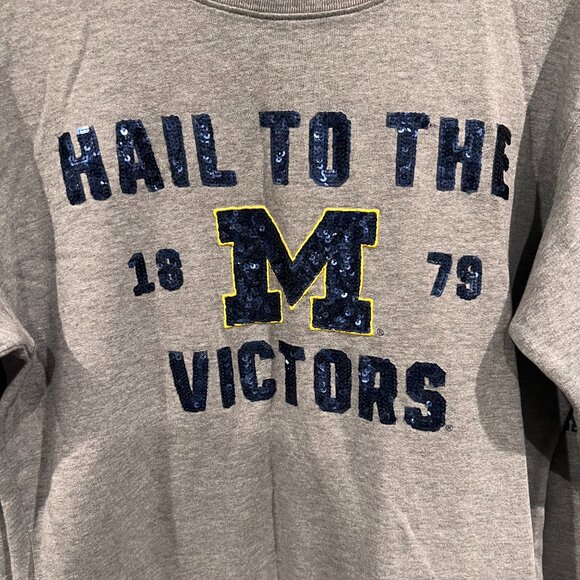 HAIL TO THE
18 M 79
VICTORS